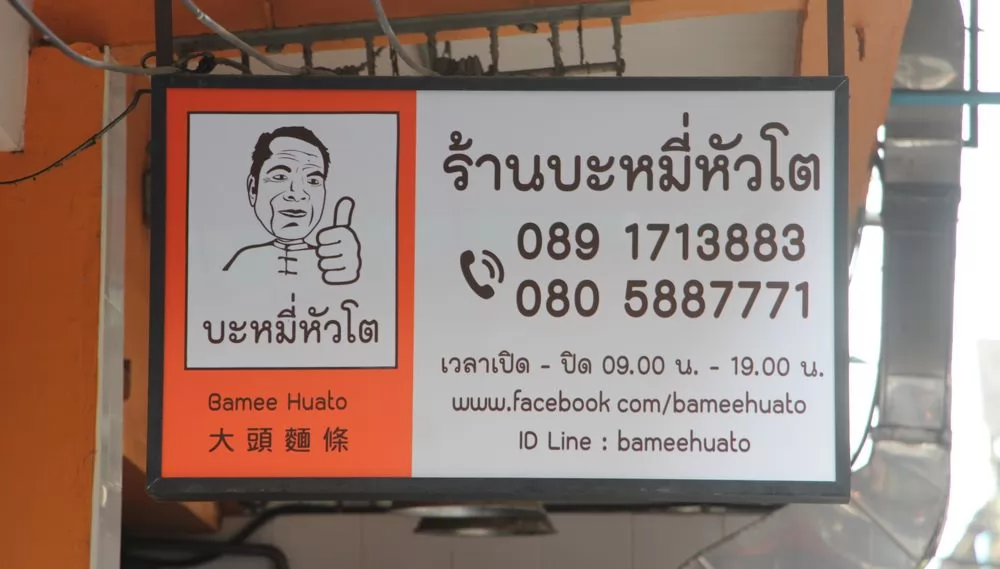 บะหมี่หัวโต
Bamee Huato
大頭麵條
ร้านบะหมี่หัวโต
089 1713883
080 5887771
เวลาเปิด - ปิด 09.00 น. - 19.00 น.
www.facebook com/bameehuato
ID Line : bameehuato